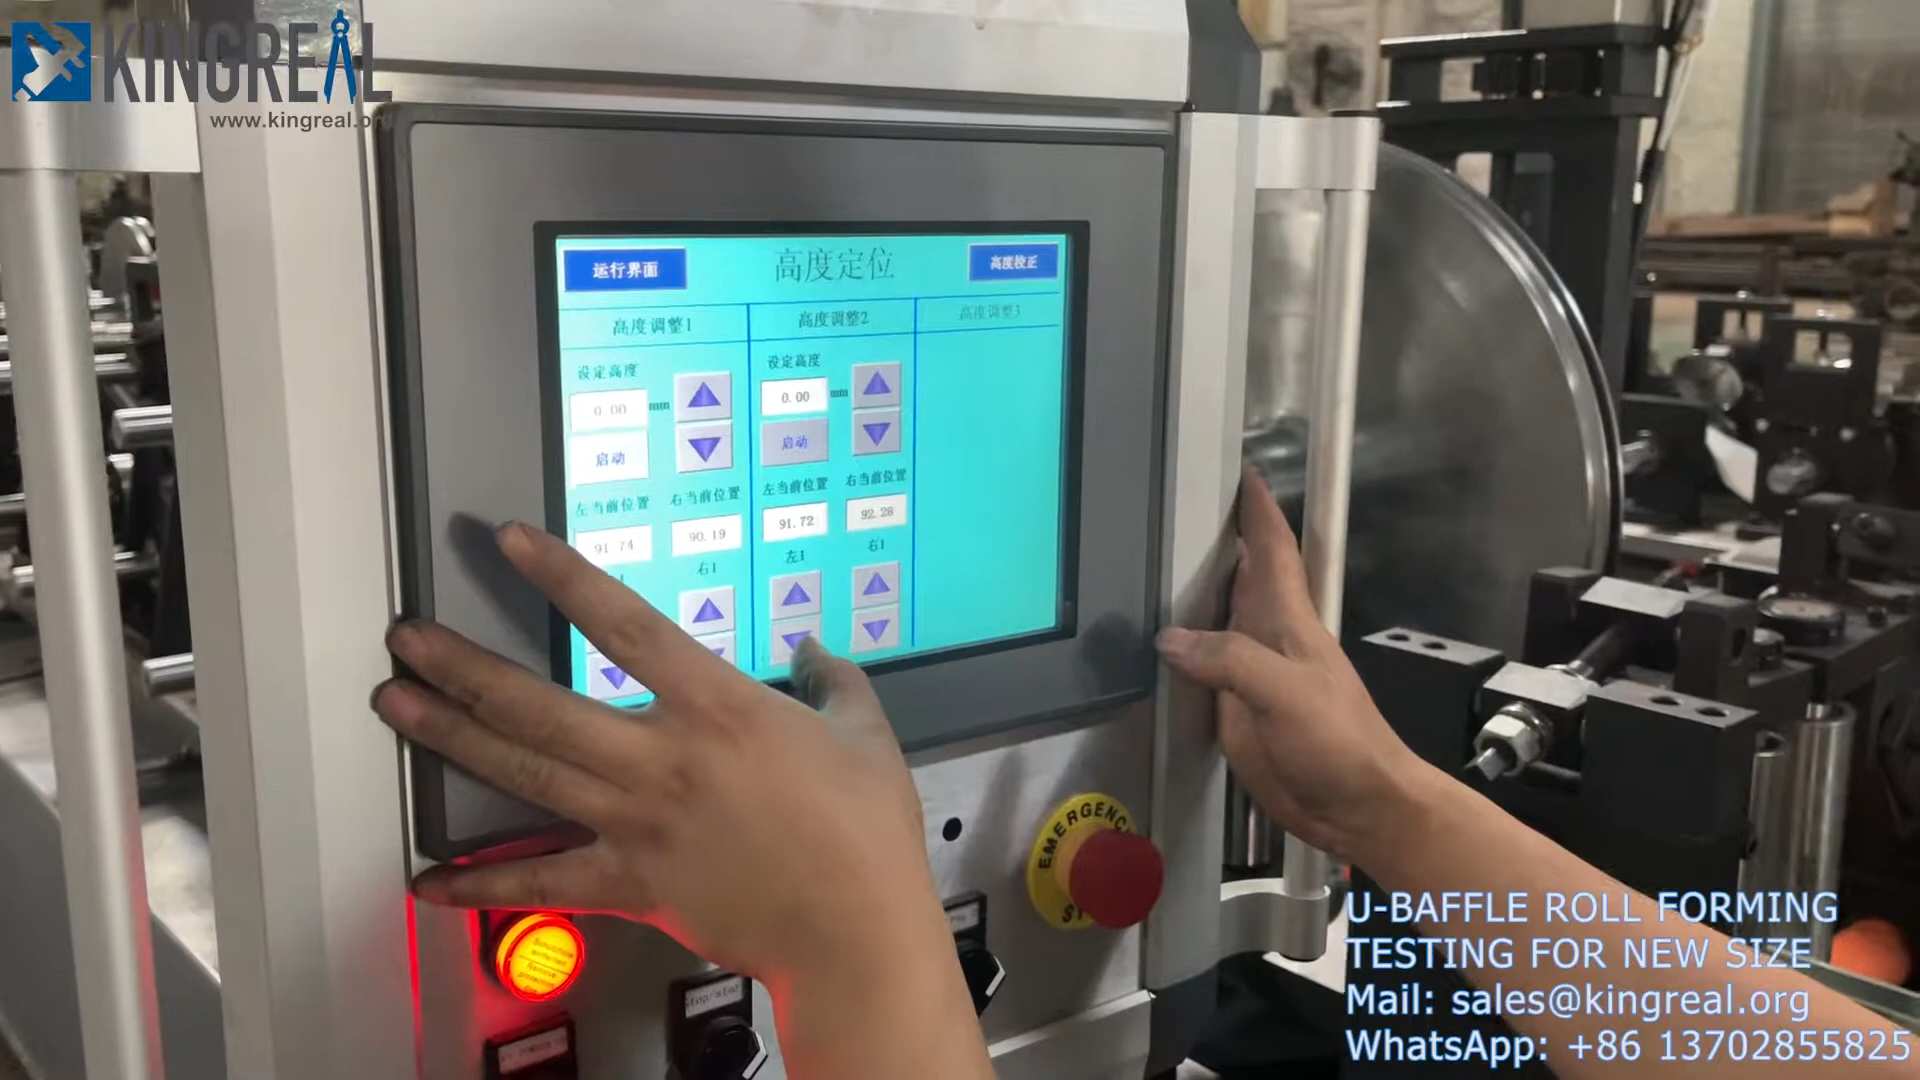 KINGREAL
www.kingreal.org
运行界面
高度定位
高度校正
高度调整1
高度调整2
高度调整3
设定高度
设定高度
0.00 mm
0.00 mm
启动
启动
左当前位置
右当前位置
左当前位置
右当前位置
91.74
90.19
91.72
92.28
右1
左1
右1
EMERGENCY
Stop/star
U-BAFFLE ROLL FORMING
TESTING FOR NEW SIZE
Mail: sales@kingreal.org
WhatsApp: +86 13702855825